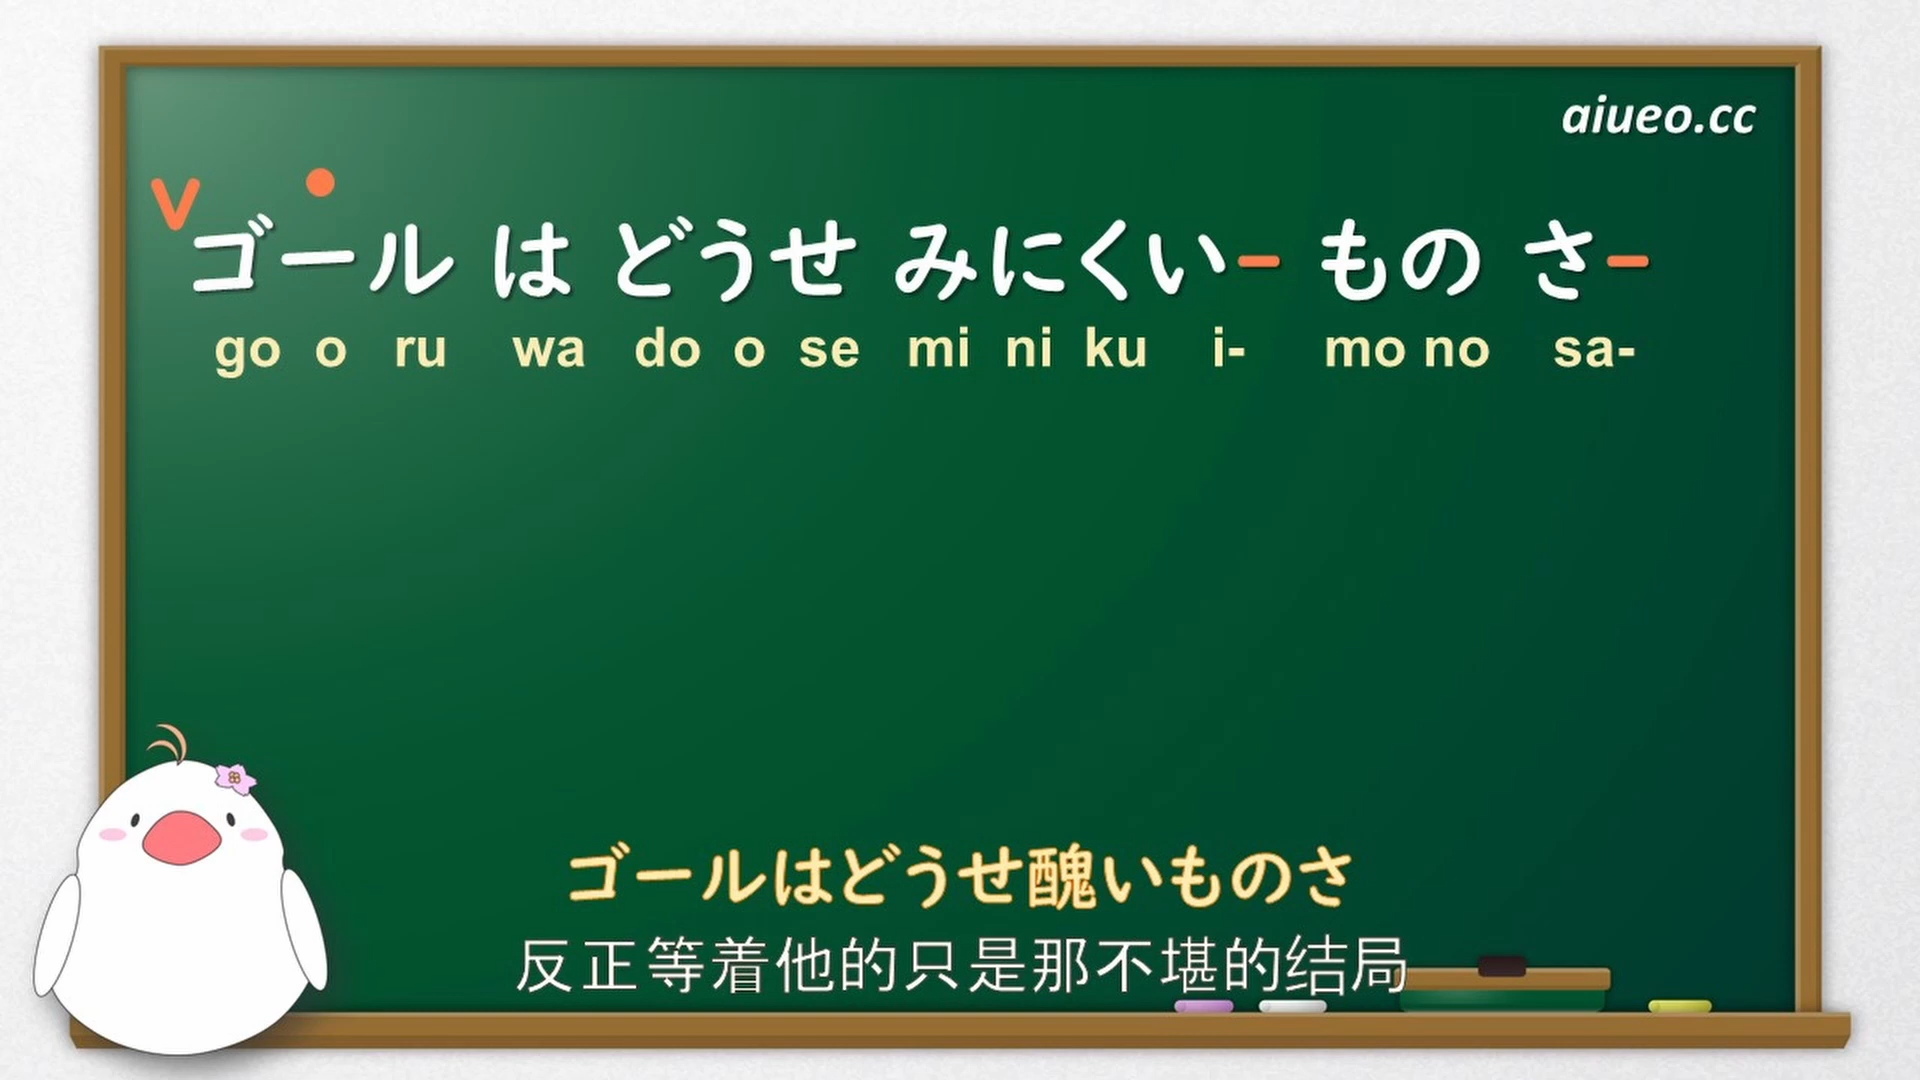 aiueo.cc
V
ゴール は どうせ みにくい- もの さ-
go o ru wa do o se mi ni ku i- mo no sa-
ゴールはどうせ醜いものさ
反正等着他的只是那不堪的结局